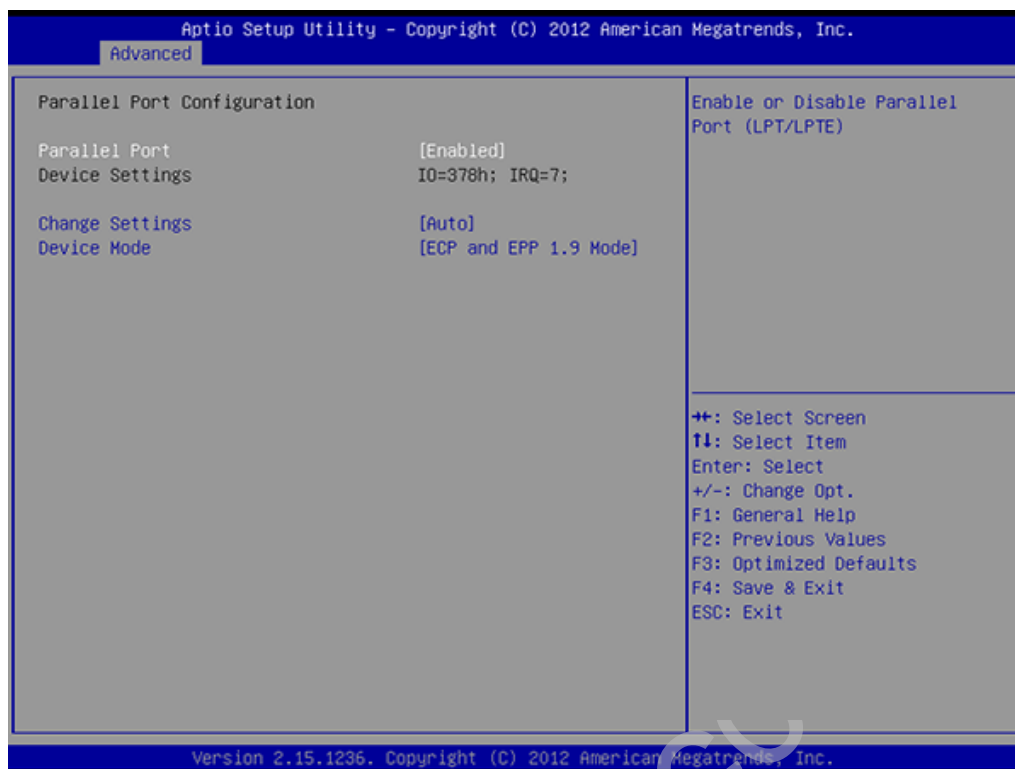 Aptio Setup Utility – Copyright (C) 2012 American Megatrends, Inc.
Advanced
Parallel Port Configuration
Parallel Port [Enabled]
Device Settings IO=378h; IRQ=7;
Change Settings [Auto]
Device Mode [ECP and EPP 1.9 Mode]
Enable or Disable Parallel
Port (LPT/LPTE)
→←: Select Screen
↑↓: Select Item
Enter: Select
+/-: Change Opt.
F1: General Help
F2: Previous Values
F3: Optimized Defaults
F4: Save & Exit
ESC: Exit
Version 2.15.1236. Copyright (C) 2012 American Megatrends, Inc.